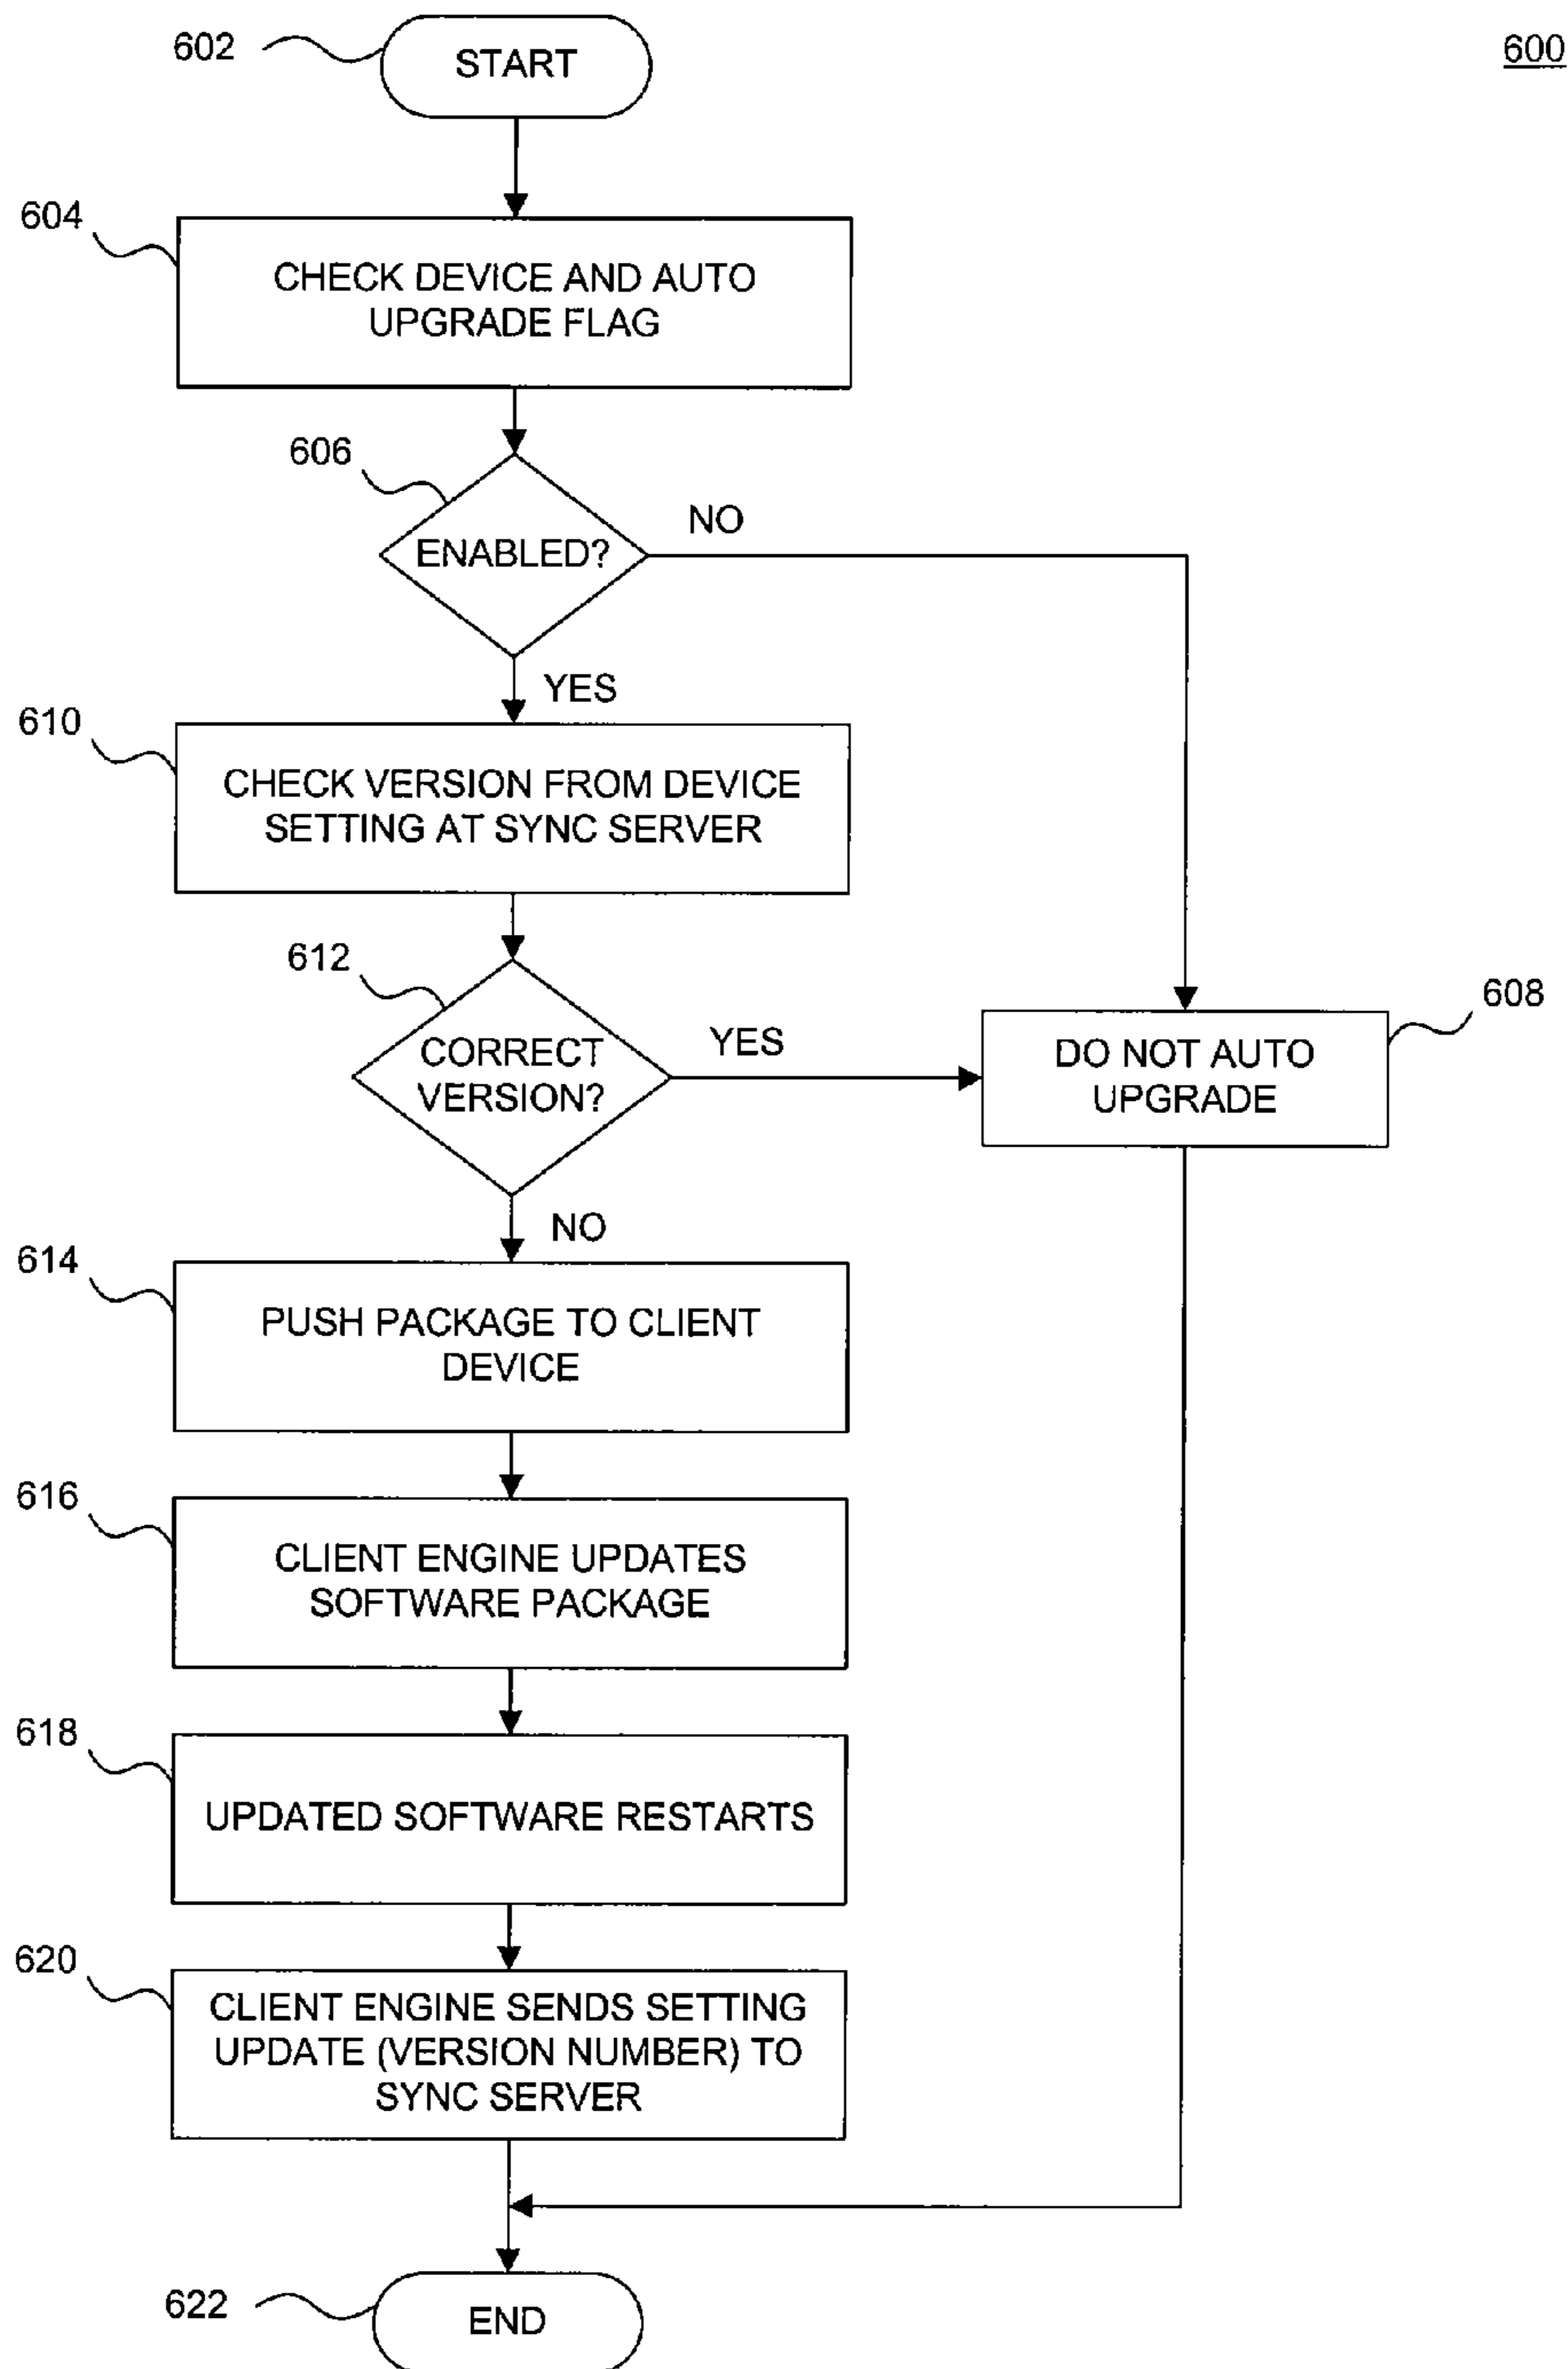 602
START
600
604
CHECK DEVICE AND AUTO
UPGRADE FLAG
606
ENABLED?
NO
YES
610
CHECK VERSION FROM DEVICE
SETTING AT SYNC SERVER
612
CORRECT
VERSION?
YES
608
DO NOT AUTO
UPGRADE
NO
614
PUSH PACKAGE TO CLIENT
DEVICE
616
CLIENT ENGINE UPDATES
SOFTWARE PACKAGE
618
UPDATED SOFTWARE RESTARTS
620
CLIENT ENGINE SENDS SETTING
UPDATE (VERSION NUMBER) TO
SYNC SERVER
622
END